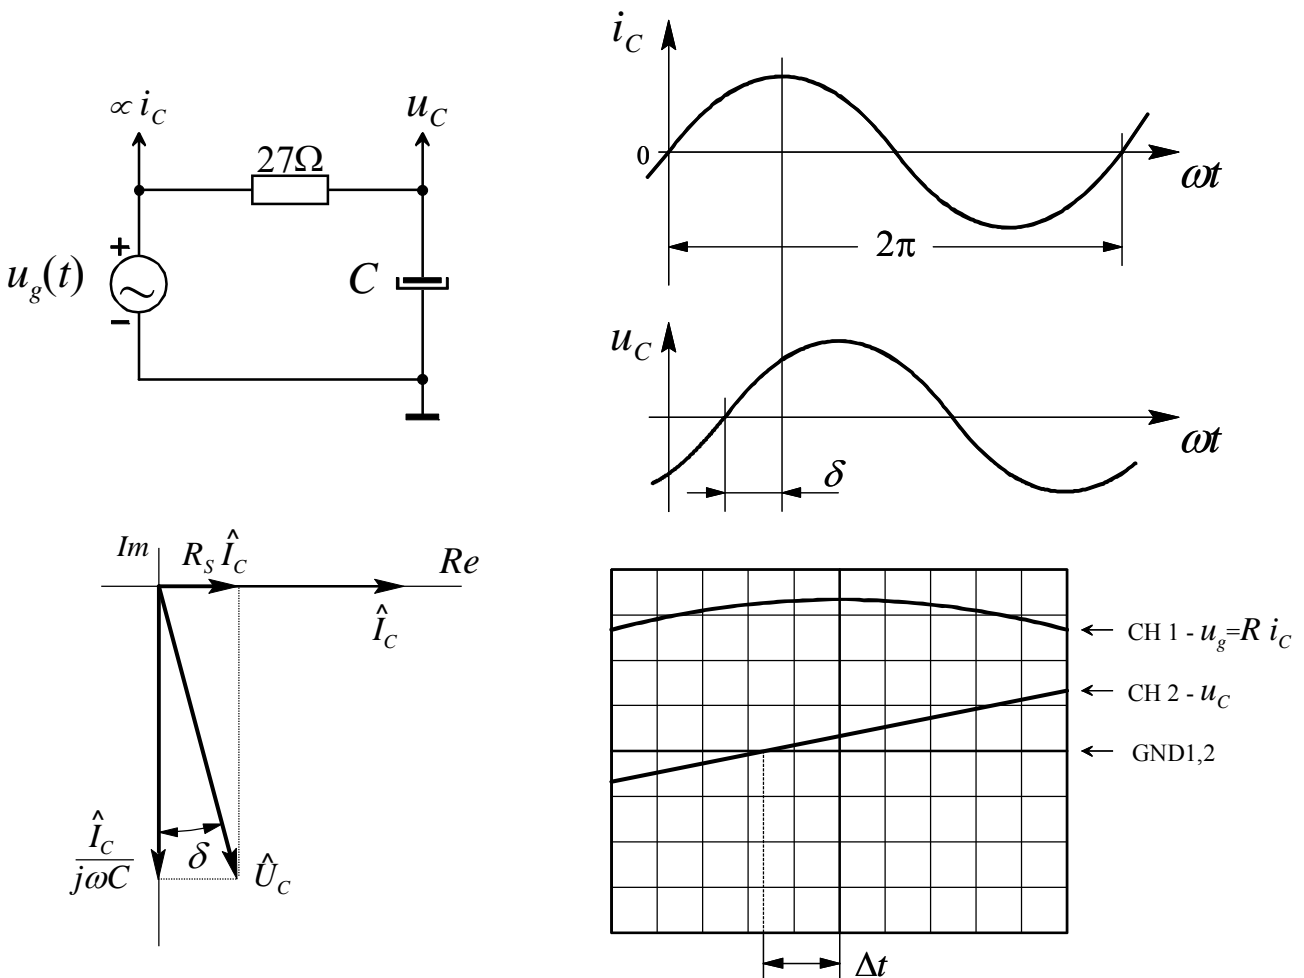 ∝ i_C
u_C
27Ω
+
u_g(t)
C
−
i_C
0
ωt
2π
u_C
ωt
δ
Im
R_S Î_C
Re
Î_C
Î_C
jωC
δ
Û_C
CH 1 - u_g=R i_C
CH 2 - u_C
GND1,2
Δt